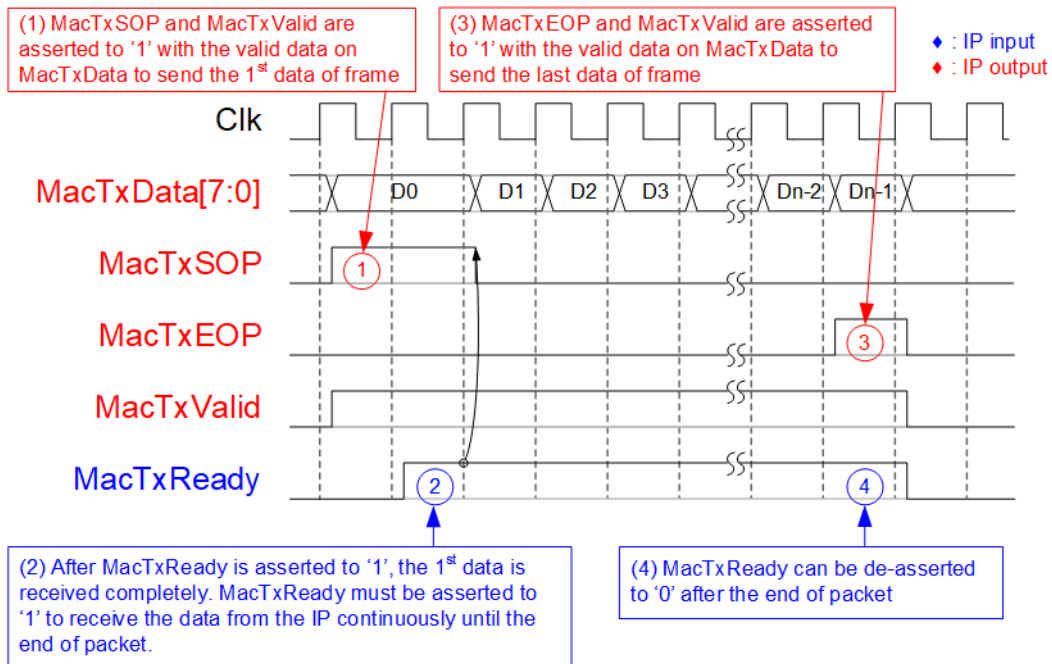 (1) MacTxSOP and MacTxValid are
asserted to ‘1’ with the valid data on
MacTxData to send the 1st data of frame
(3) MacTxEOP and MacTxValid are asserted
to ‘1’ with the valid data on MacTxData to
send the last data of frame
♦ : IP input
♦ : IP output
Clk
MacTxData[7:0]
D0 D1 D2 D3 Dn-2 Dn-1
MacTxSOP
1
MacTxEOP
3
MacTxValid
MacTxReady
2 4
(2) After MacTxReady is asserted to ‘1’, the 1st data is
received completely. MacTxReady must be asserted to
‘1’ to receive the data from the IP continuously until the
end of packet.
(4) MacTxReady can be de-asserted
to ‘0’ after the end of packet